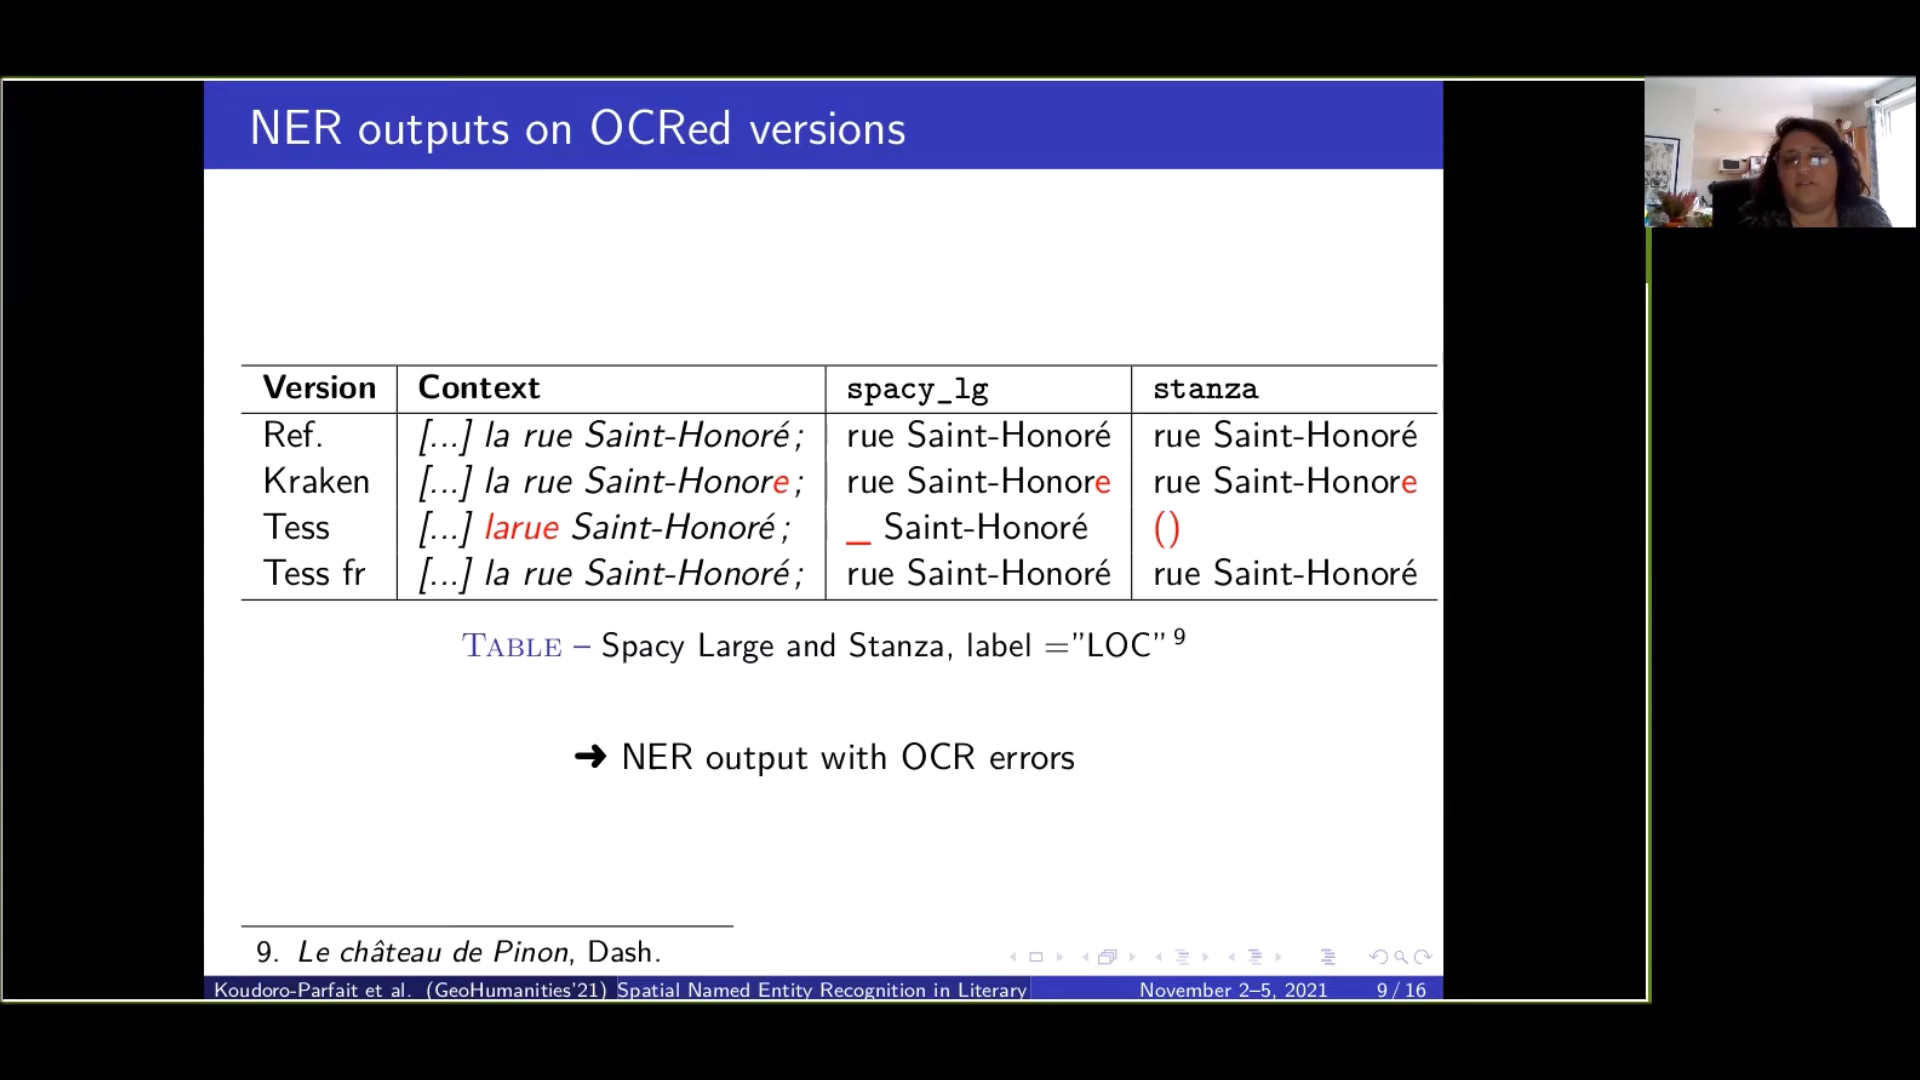 NER outputs on OCRed versions
Version Context spacy_lg stanza
Ref. [...] la rue Saint-Honoré ; rue Saint-Honoré rue Saint-Honoré
Kraken [...] la rue Saint-Honore ; rue Saint-Honore rue Saint-Honore
Tess [...] larue Saint-Honoré ; _ Saint-Honoré ()
Tess fr [...] la rue Saint-Honoré ; rue Saint-Honoré rue Saint-Honoré
TABLE – Spacy Large and Stanza, label ="LOC" 9
➜ NER output with OCR errors
9. Le château de Pinon, Dash.
Koudoro-Parfait et al. (GeoHumanities'21) Spatial Named Entity Recognition in Literary November 2–5, 2021 9 / 16